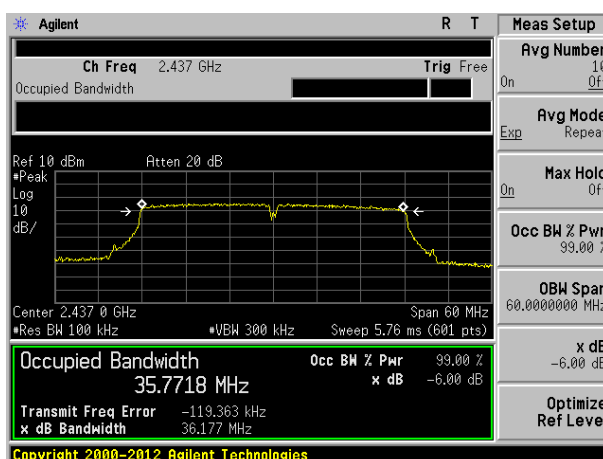 Agilent R T
Meas Setup
Ch Freq 2.437 GHz Trig Free
Occupied Bandwidth
Ref 10 dBm Atten 20 dB
#Peak
Log
10
dB/
Center 2.437 0 GHz Span 60 MHz
#Res BW 100 kHz #VBW 300 kHz Sweep 5.76 ms (601 pts)
Occupied Bandwidth Occ BW % Pwr 99.00 %
35.7718 MHz x dB -6.00 dB
Transmit Freq Error -119.363 kHz
x dB Bandwidth 36.177 MHz
Copyright 2000-2012 Agilent Technologies
Avg Number
10
On Off
Avg Mode
Exp Repeat
Max Hold
On Off
Occ BW % Pwr
99.00 %
OBW Span
60.0000000 MHz
x dB
-6.00 dB
Optimize
Ref Level